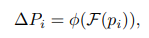 ΔP_i = ϕ(𝓕(p_i)),